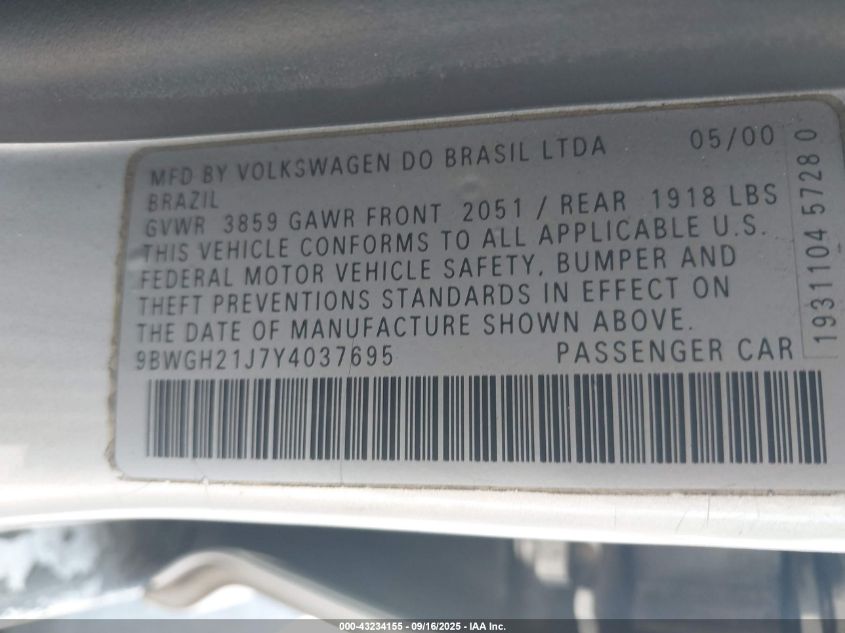 MFD BY VOLKSWAGEN DO BRASIL LTDA 05/00
BRAZIL
GVWR 3859 GAWR FRONT 2051 / REAR 1918 LBS
THIS VEHICLE CONFORMS TO ALL APPLICABLE U.S.
FEDERAL MOTOR VEHICLE SAFETY, BUMPER AND
THEFT PREVENTIONS STANDARDS IN EFFECT ON
THE DATE OF MANUFACTURE SHOWN ABOVE.
9BWGH21J7Y4037695 PASSENGER CAR
1931104 5728 0
000-43234155 - 09/16/2025 - IAA Inc.